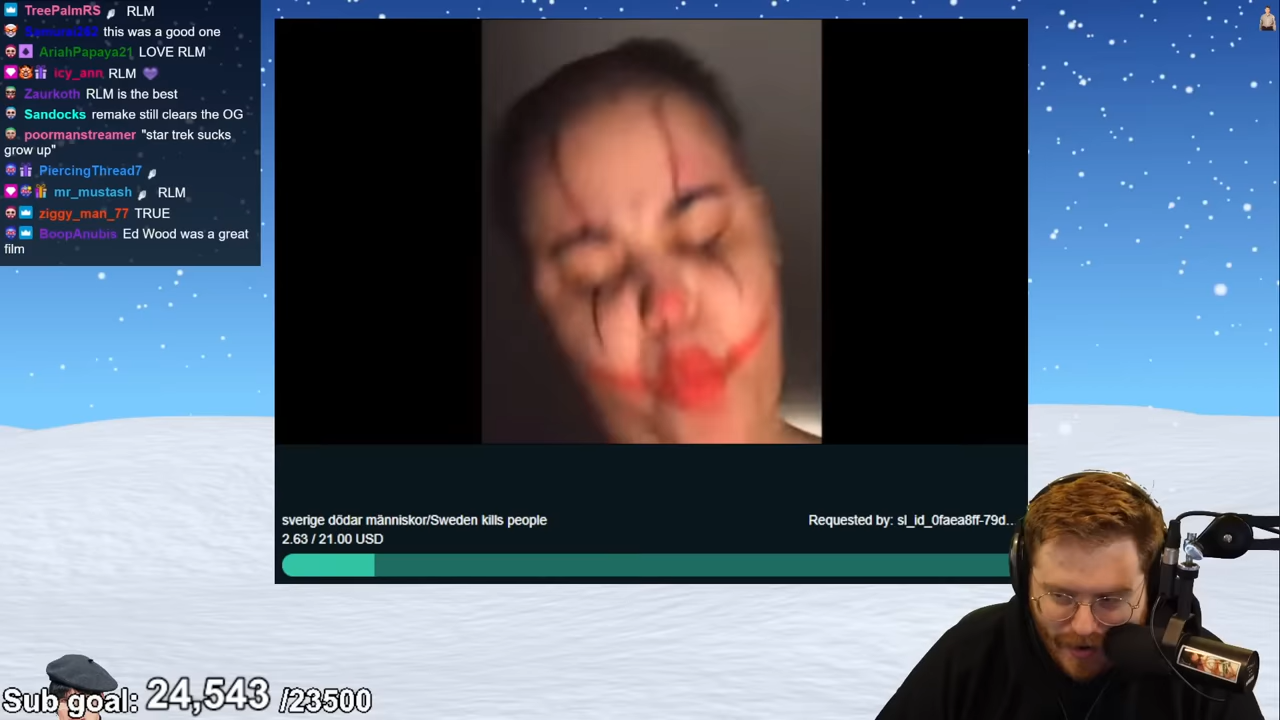 TreePalmRS RLM
Samurai282 this was a good one
AriahPapaya21 LOVE RLM
icy_ann RLM
Zaurkoth RLM is the best
Sandocks remake still clears the OG
poormanstreamer "star trek sucks
grow up"
PiercingThread7
mr_mustash RLM
ziggy_man_77 TRUE
BoopAnubis Ed Wood was a great
film
sverige dödar människor/Sweden kills people
Requested by: sl_id_0faea8ff-79d..
2.63 / 21.00 USD
Sub goal: 24,543 /23500